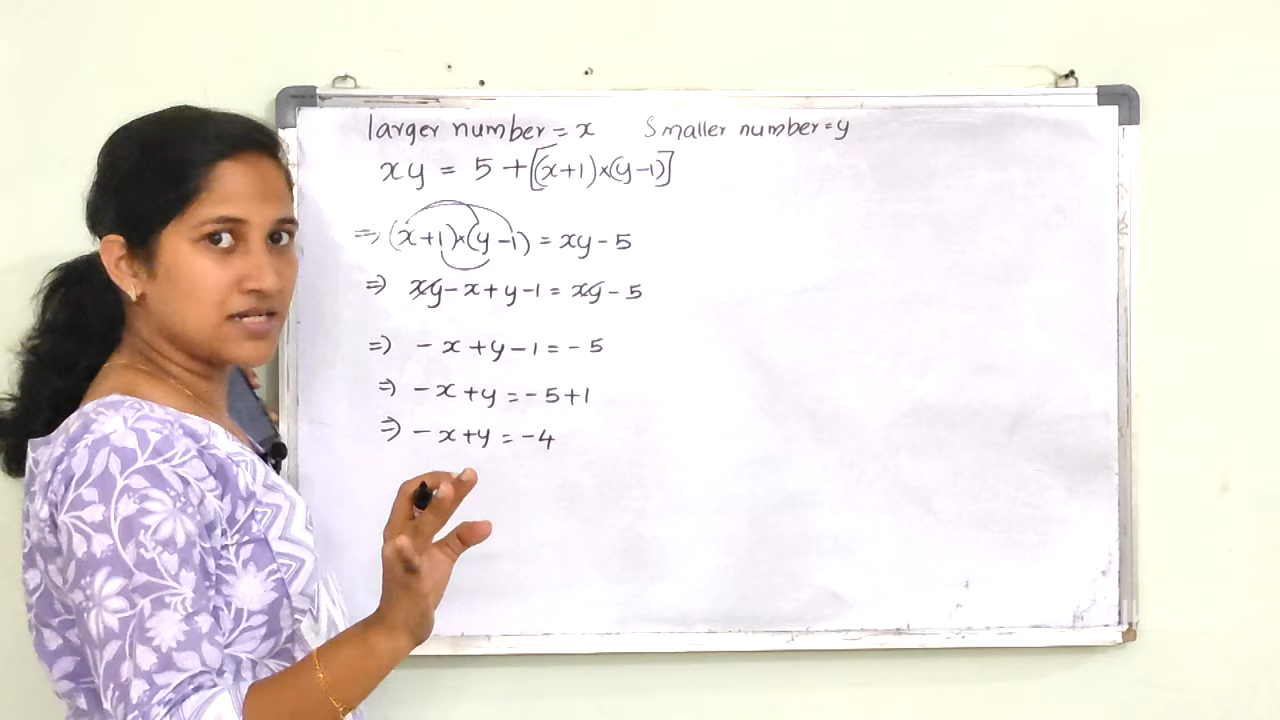 larger number = x Smaller number = y
xy = 5 + [(x+1)×(y-1)]
⇒ (x+1)×(y-1) = xy - 5
⇒ xy - x + y - 1 = xy - 5
⇒ - x + y - 1 = - 5
⇒ - x + y = - 5 + 1
⇒ - x + y = - 4